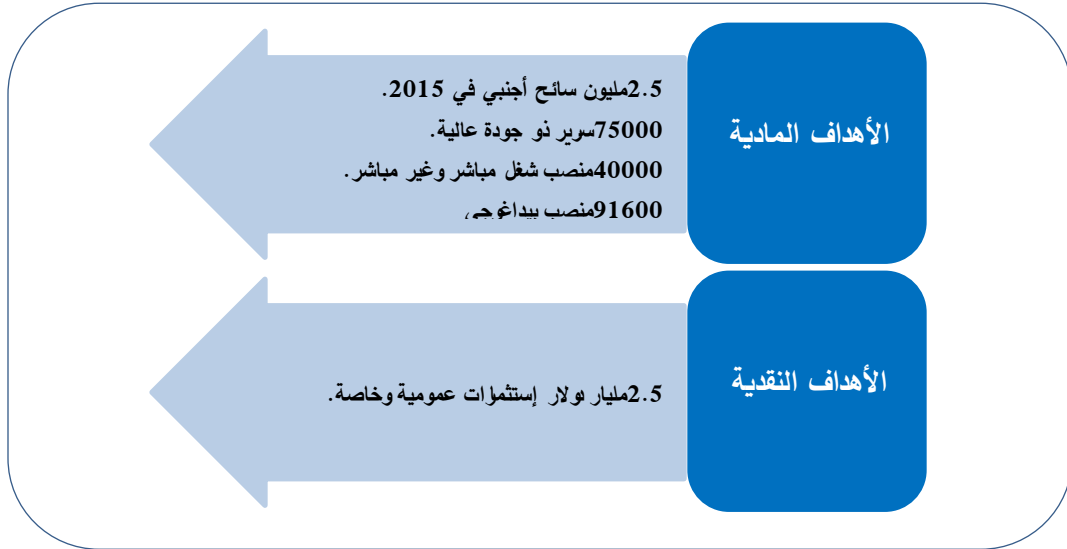 الأهداف المادية
2.5مليون سائح أجنبي في 2015.
75000سرير ذو جودة عالية.
40000منصب شغل مباشر وغير مباشر.
91600منصب بيداغوجي
الأهداف النقدية
2.5مليار دولار إستثمارات عمومية وخاصة.